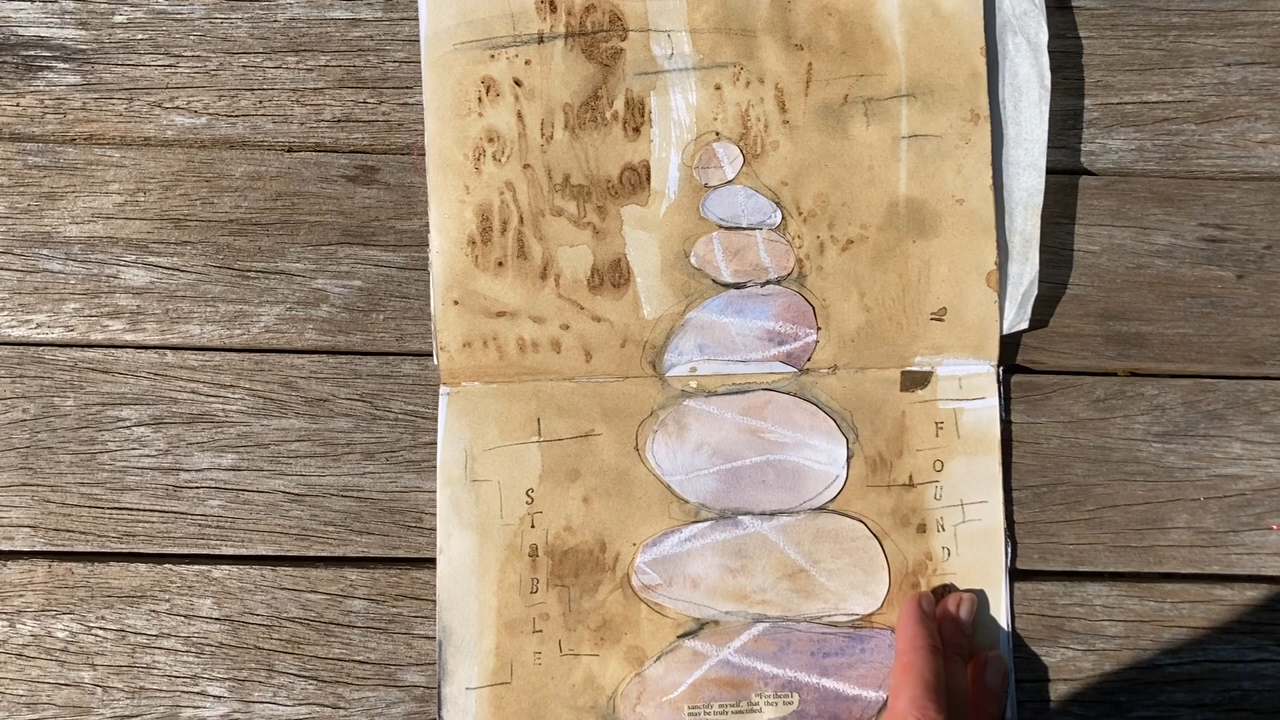 STaBLE
FOUND
"For them I
sanctify myself, that they too
may be truly sanctified.